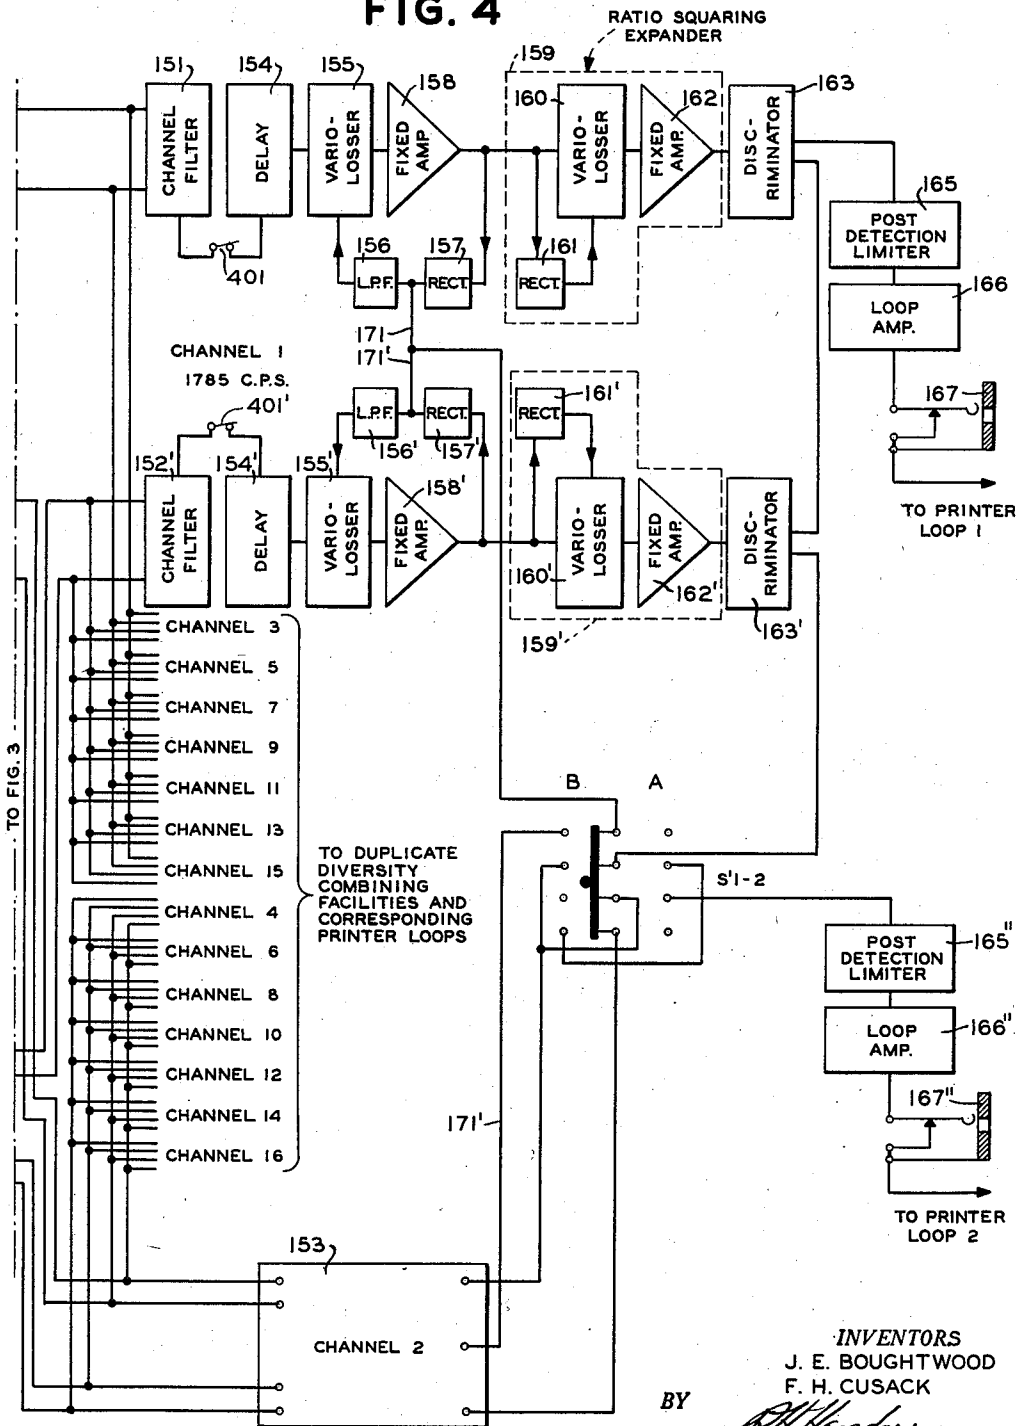 FIG. 4
RATIO SQUARING
EXPANDER
151
154
155
158
159
160
162
163
CHANNEL
FILTER
DELAY
VARIO-
LOSSER
FIXED
AMP.
VARIO-
LOSSER
FIXED
AMP.
DISC-
RIMINATOR
165
POST
DETECTION
LIMITER
401
156
157
161
L.P.F.
RECT.
RECT.
166
LOOP
AMP.
171
171'
CHANNEL 1
1785 C.P.S.
167
401'
L.P.F.
RECT.
RECT.
161'
156'
157'
152'
154'
155'
158'
CHANNEL
FILTER
DELAY
VARIO-
LOSSER
FIXED
AMP.
160'
VARIO-
LOSSER
FIXED
AMP.
162'
DISC-
RIMINATOR
TO PRINTER
LOOP 1
159'
163'
CHANNEL 3
CHANNEL 5
CHANNEL 7
CHANNEL 9
CHANNEL 11
CHANNEL 13
CHANNEL 15
CHANNEL 4
CHANNEL 6
CHANNEL 8
CHANNEL 10
CHANNEL 12
CHANNEL 14
CHANNEL 16
TO FIG. 3
TO DUPLICATE
DIVERSITY
COMBINING
FACILITIES AND
CORRESPONDING
PRINTER LOOPS
B A
S'1-2
165"
POST
DETECTION
LIMITER
166"
LOOP
AMP.
171'
167"
TO PRINTER
LOOP 2
153
CHANNEL 2
INVENTORS
J. E. BOUGHTWOOD
F. H. CUSACK
BY